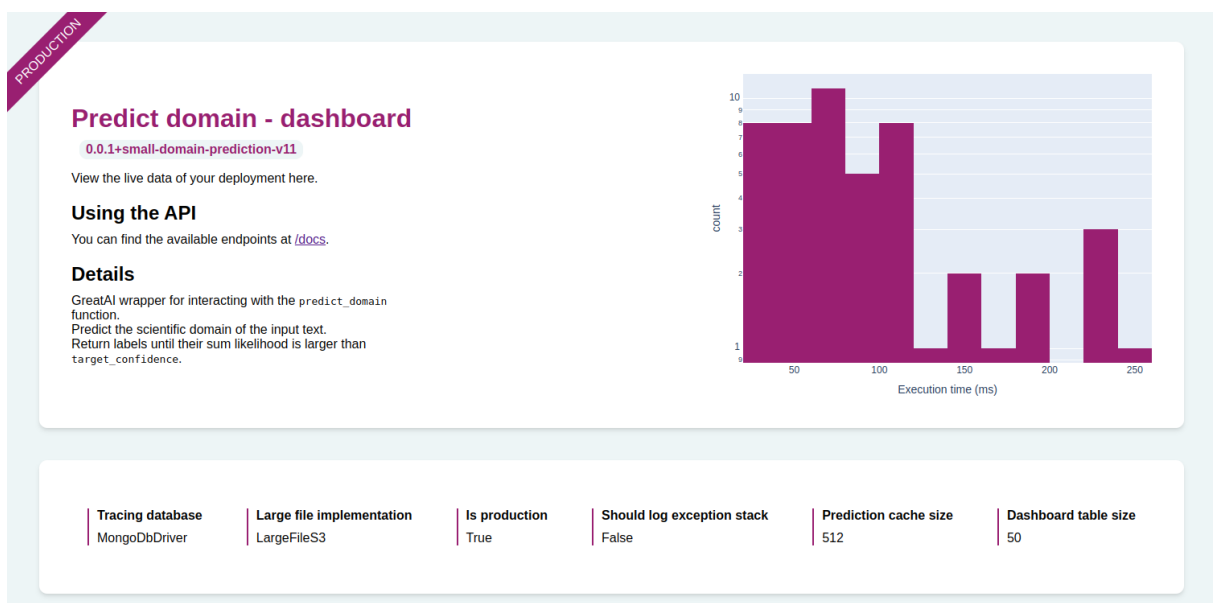 PRODUCTION
Predict domain - dashboard
0.0.1+small-domain-prediction-v11
View the live data of your deployment here.
Using the API
You can find the available endpoints at /docs.
Details
GreatAI wrapper for interacting with the predict_domain
function.
Predict the scientific domain of the input text.
Return labels until their sum likelihood is larger than
target_confidence.
10
9
8
7
6
5
4
3
2
1
9
count
50 100 150 200 250
Execution time (ms)
Tracing database Large file implementation Is production Should log exception stack Prediction cache size Dashboard table size
MongoDbDriver LargeFileS3 True False 512 50